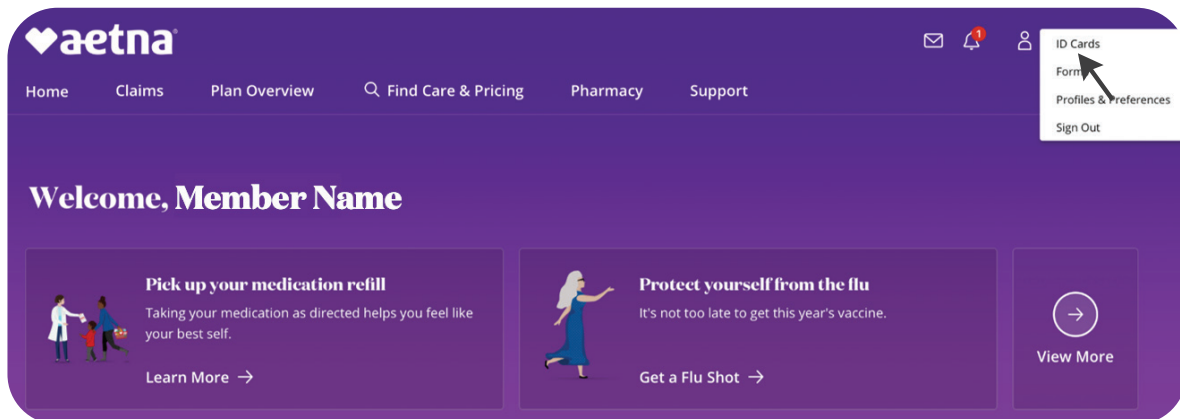 aetna
1
ID Cards
Home Claims Plan Overview Find Care & Pricing Pharmacy Support
Form
Profiles & Preferences
Sign Out
Welcome, Member Name
Pick up your medication refill
Taking your medication as directed helps you feel like
your best self.
Learn More →
Protect yourself from the flu
It's not too late to get this year's vaccine.
Get a Flu Shot →
→
View More